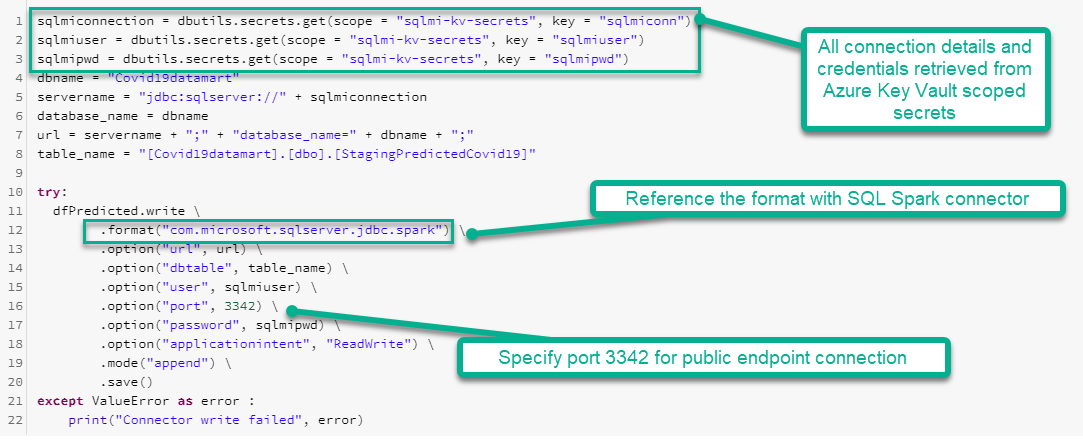 1 sqlmiconnection = dbutils.secrets.get(scope = "sqlmi-kv-secrets", key = "sqlmiconn")
2 sqlmiuser = dbutils.secrets.get(scope = "sqlmi-kv-secrets", key = "sqlmiuser")
3 sqlmipwd = dbutils.secrets.get(scope = "sqlmi-kv-secrets", key = "sqlmipwd")
4 dbname = "Covid19datamart"
5 servername = "jdbc:sqlserver://" + sqlmiconnection
6 database_name = dbname
7 url = servername + ";" + "database_name=" + dbname + ";"
8 table_name = "[Covid19datamart].[dbo].[StagingPredictedCovid19]"
9
10 try:
11   dfPredicted.write \
12         .format("com.microsoft.sqlserver.jdbc.spark") \
13         .option("url", url) \
14         .option("dbtable", table_name) \
15         .option("user", sqlmiuser) \
16         .option("port", 3342) \
17         .option("password", sqlmipwd) \
18         .option("applicationintent", "ReadWrite") \
19         .mode("append") \
20         .save()
21 except ValueError as error :
22     print("Connector write failed", error)
All connection details and
credentials retrieved from
Azure Key Vault scoped
secrets
Reference the format with SQL Spark connector
Specify port 3342 for public endpoint connection